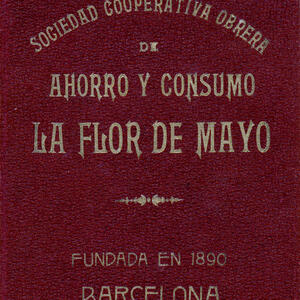 SOCIEDAD COOPERATIVA OBRERA
DE
AHORRO Y CONSUMO
LA FLOR DE MAYO
FUNDADA EN 1890
BARCELONA